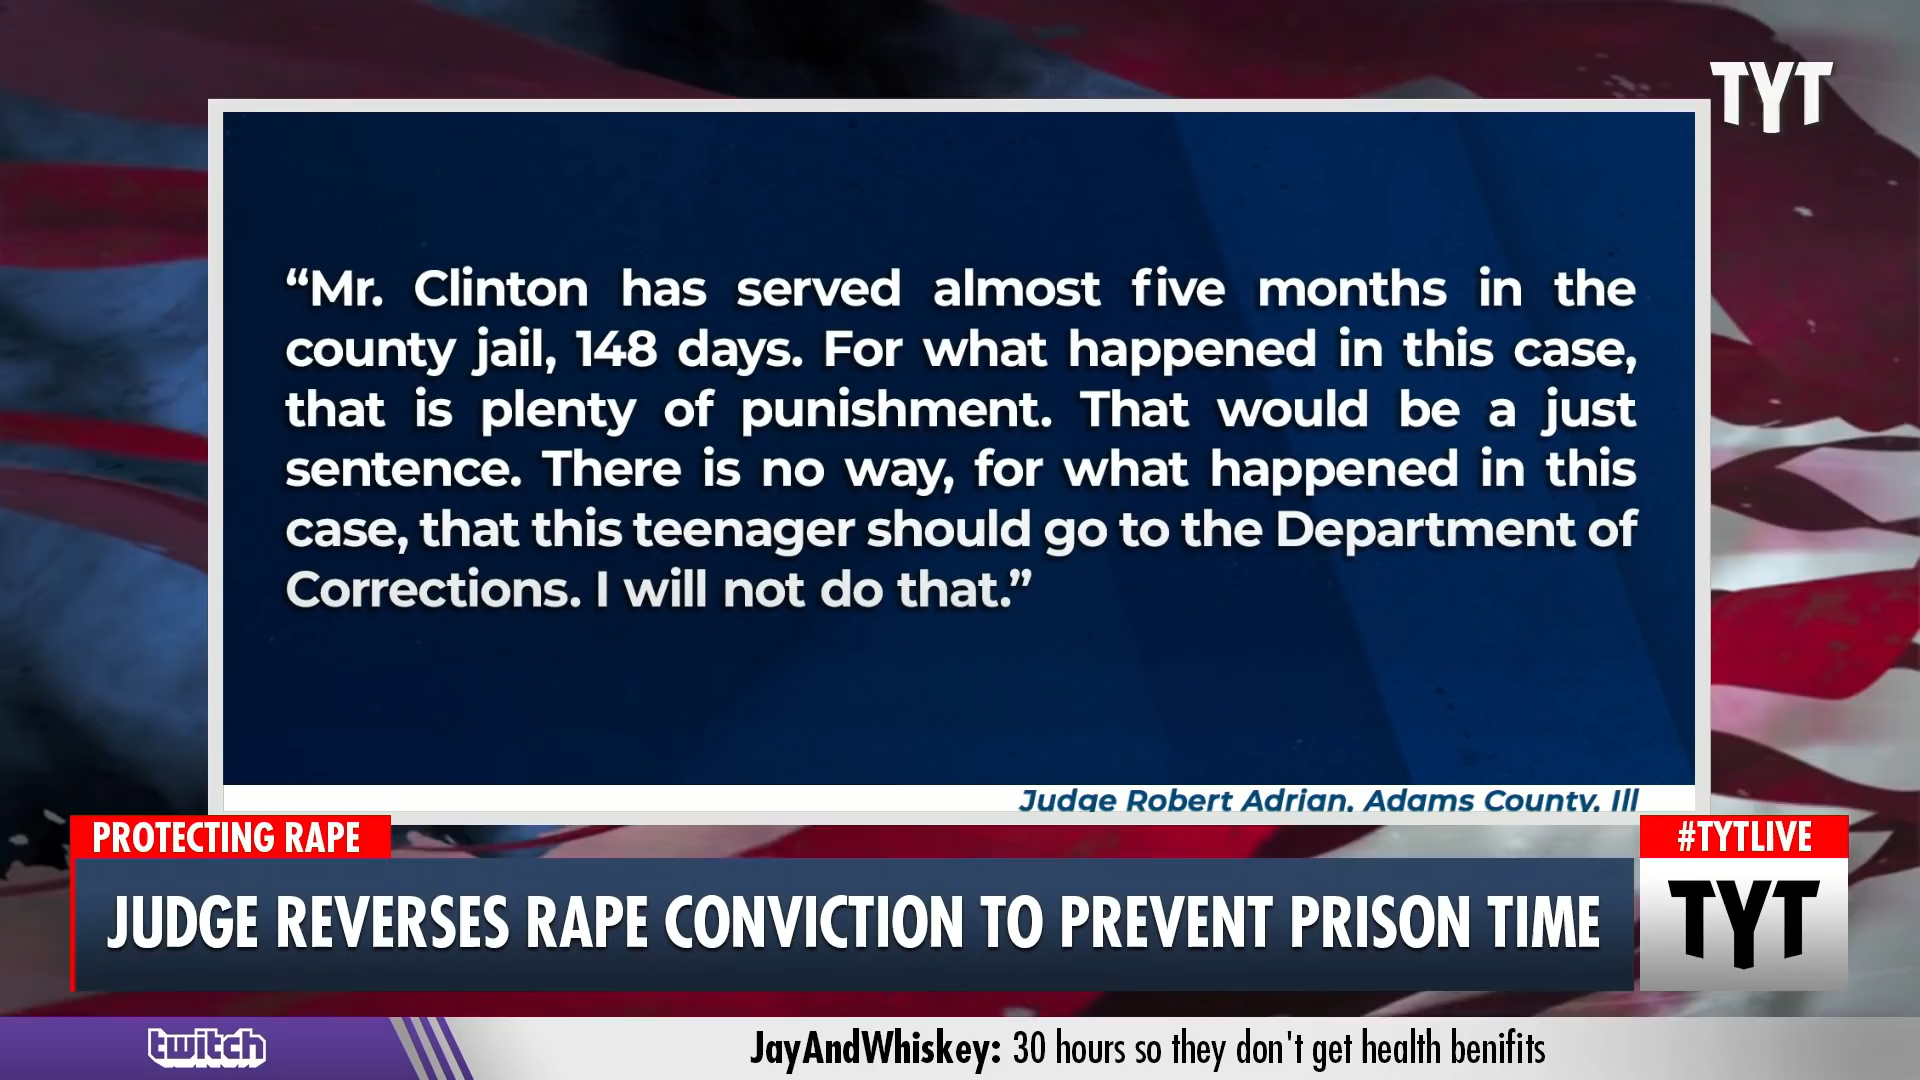 TYT
“Mr. Clinton has served almost five months in the
county jail, 148 days. For what happened in this case,
that is plenty of punishment. That would be a just
sentence. There is no way, for what happened in this
case, that this teenager should go to the Department of
Corrections. I will not do that.”
Judge Robert Adrian, Adams County, Ill
PROTECTING RAPE
#TYTLIVE
JUDGE REVERSES RAPE CONVICTION TO PREVENT PRISON TIME
TYT
twitch
JayAndWhiskey: 30 hours so they don't get health benifits